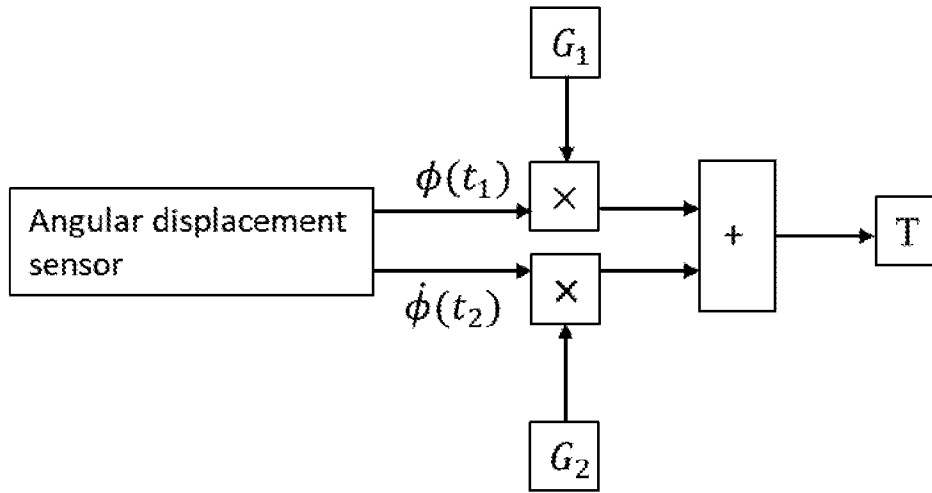 G₁
ϕ(t₁)
×
Angular displacement
sensor
+
T
ϕ̇(t₂)
×
G₂